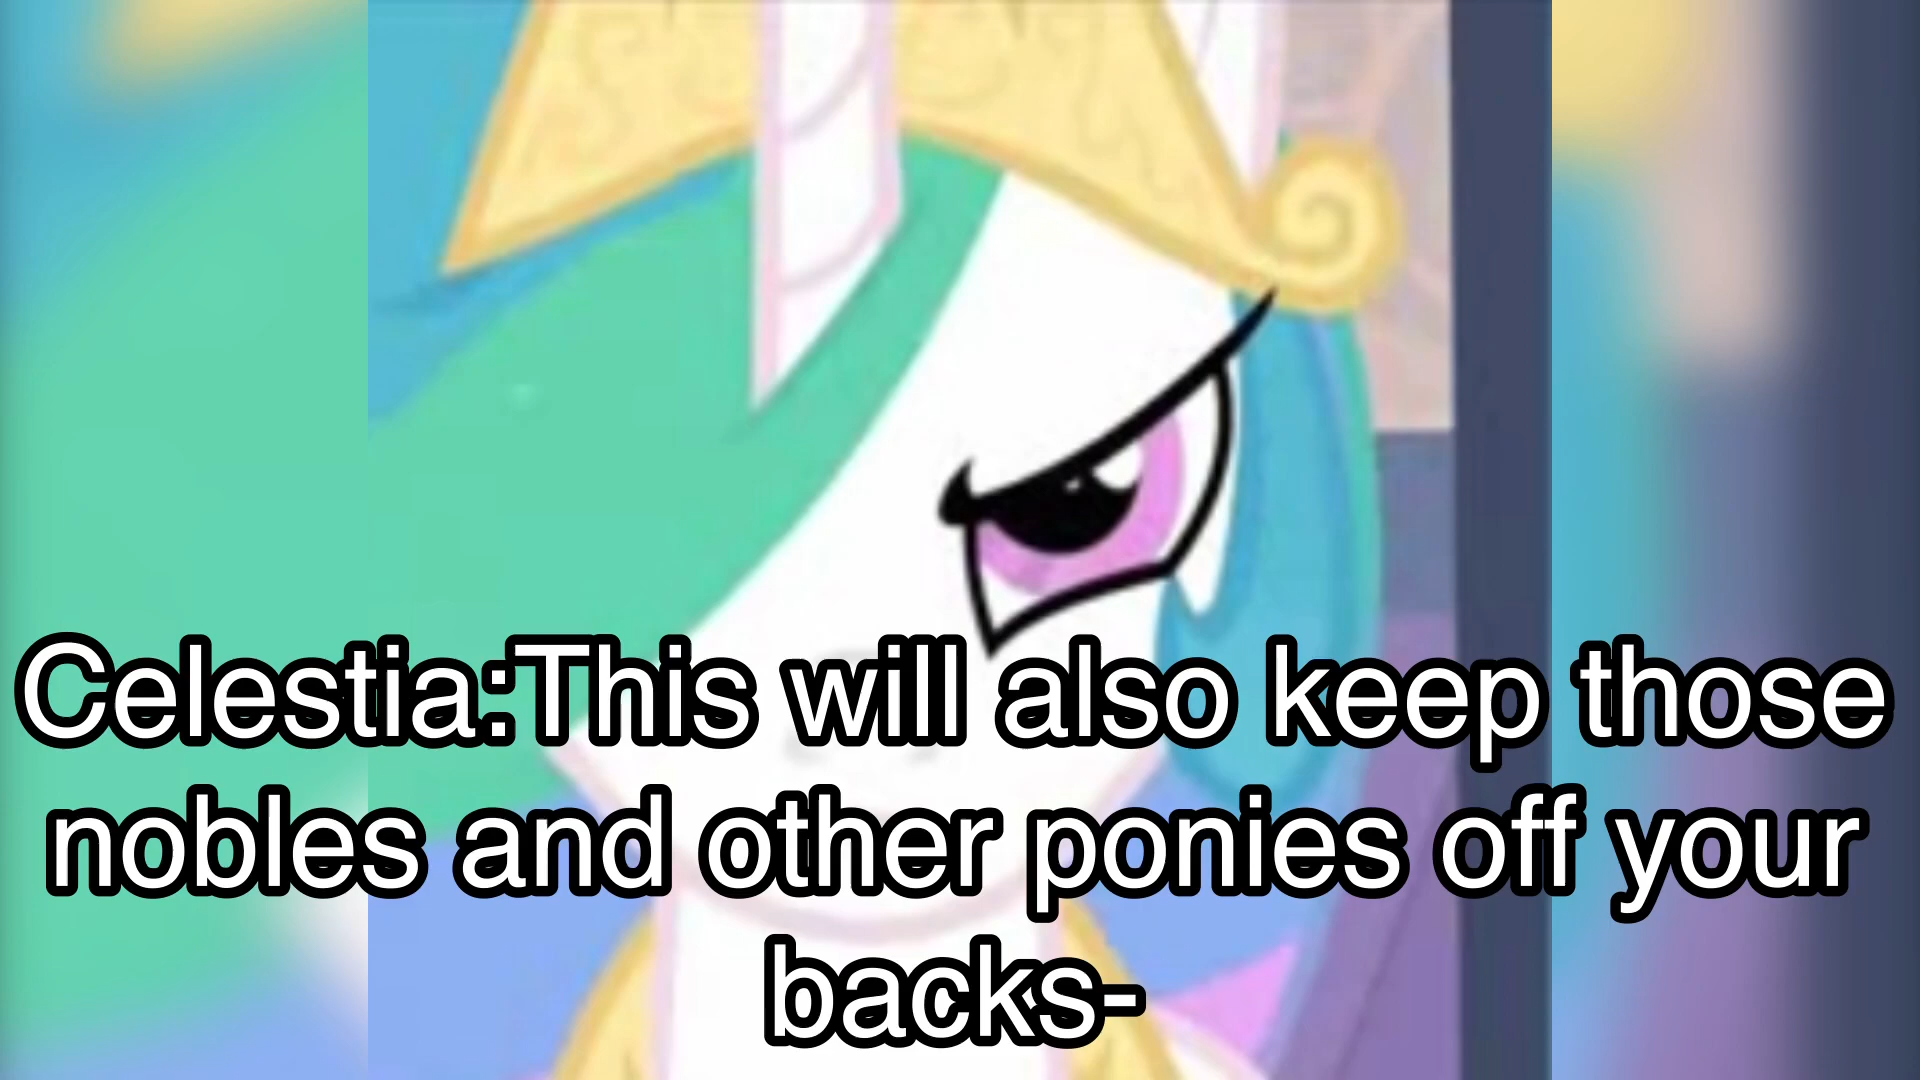 Celestia:This will also keep those
nobles and other ponies off your
backs-